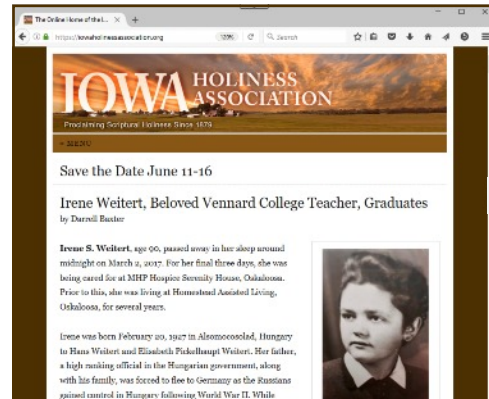 The Online Home of the I...
https://iowaholinessassociation.org
120%
Search
IOWA HOLINESS
ASSOCIATION
Proclaiming Scriptural Holiness Since 1879
MENU
Save the Date June 11-16
Irene Weitert, Beloved Vennard College Teacher, Graduates
by Darrell Baxter
Irene S. Weitert, age 90, passed away in her sleep around
midnight on March 2, 2017. For her final three days, she was
being cared for at MHP Hospice Serenity House, Oskaloosa.
Prior to this, she was living at Homestead Assisted Living,
Oskaloosa, for several years.
Irene was born February 20, 1927 in Alsomocosolad, Hungary
to Hans Weitert and Elisabeth Pickelhaupt Weitert. Her father,
a high ranking official in the Hungarian government, along
with his family, was forced to flee to Germany as the Russians
gained control in Hungary following World War II. While